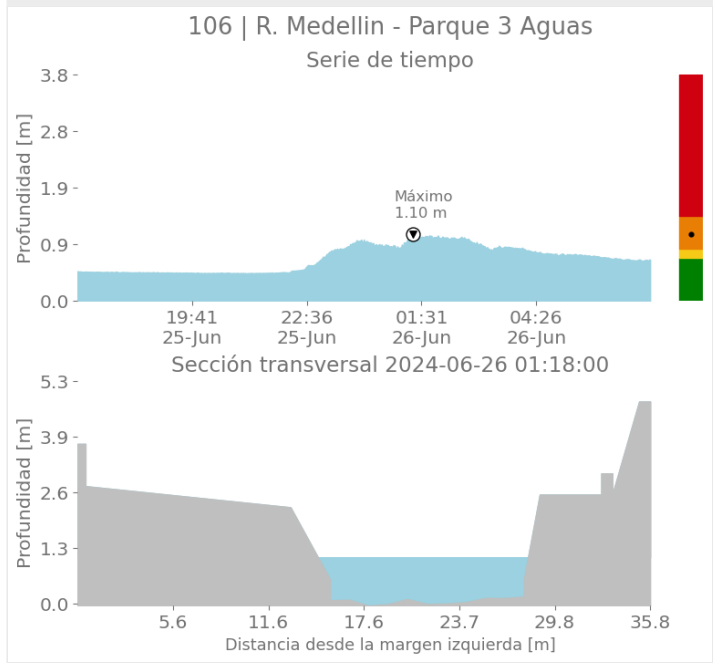 106 | R. Medellin - Parque 3 Aguas
Serie de tiempo
Profundidad [m]
3.8
2.8
1.9
0.9
0.0
Máximo
1.10 m
19:41
25-Jun
22:36
25-Jun
01:31
26-Jun
04:26
26-Jun
Sección transversal 2024-06-26 01:18:00
Profundidad [m]
5.3
3.9
2.6
1.3
0.0
5.6
11.6
17.6
23.7
29.8
35.8
Distancia desde la margen izquierda [m]